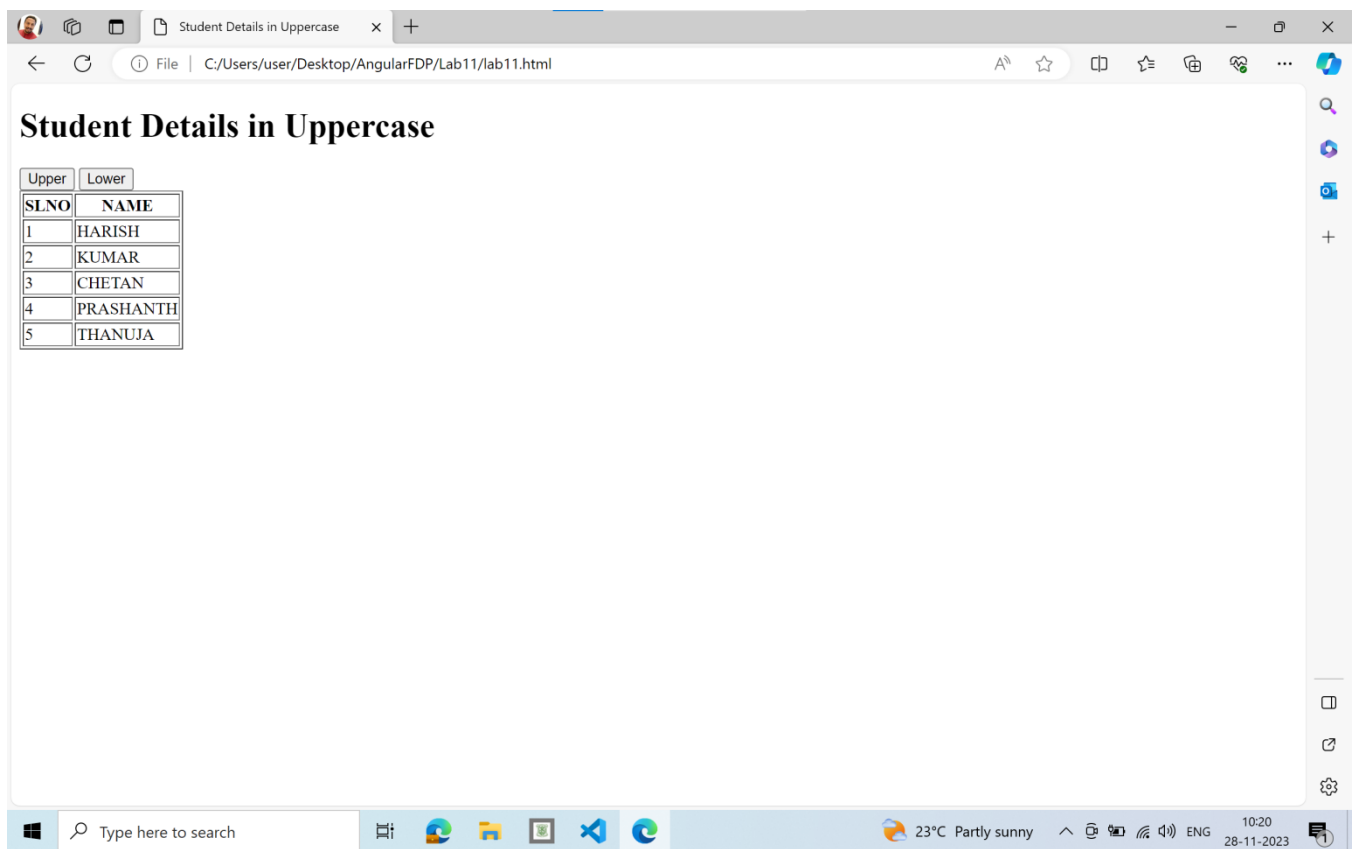 Student Details in Uppercase
File | C:/Users/user/Desktop/AngularFDP/Lab11/lab11.html
Student Details in Uppercase
Upper Lower
SLNO NAME
1 HARISH
2 KUMAR
3 CHETAN
4 PRASHANTH
5 THANUJA
Type here to search
23°C Partly sunny
ENG
10:20
28-11-2023
1